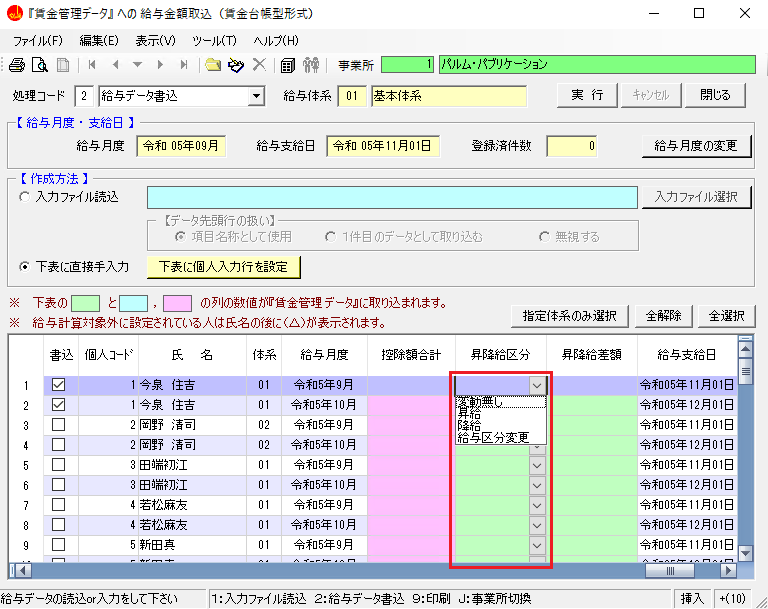 『賃金管理データ』への給与金額取込（賃金台帳型形式）
ファイル(F) 編集(E) 表示(V) ツール(T) ヘルプ(H)
事業所 1 パルム・パブリケーション
処理コード 2 給与データ書込 給与体系 01 基本体系 実 行 キャンセル 閉じる
【 給与月度・支給日 】
給与月度 令和 05年09月 給与支給日 令和 05年11月01日 登録済件数 0 給与月度の変更
【 作成方法 】
入力ファイル読込 入力ファイル選択
【データ先頭行の扱い】
項目名称として使用 1件目のデータとして取り込む 無視する
下表に直接手入力 下表に個人入力行を設定
※ 下表の と , の列の数値が『賃金管理データ』に取り込まれます。
※ 給与計算対象外に設定されている人は氏名の後に(△)が表示されます。
指定体系のみ選択 全解除 全選択
書込 個人コード 氏 名 体系 給与月度 控除額合計 昇降給区分 昇降給差額 給与支給日
1 1 今泉 住吉 01 令和5年9月 令和05年11月01日
2 1 今泉 住吉 01 令和5年10月 令和05年12月01日
変動無し
昇給
降給
給与区分変更
3 2 岡野 清司 02 令和5年9月 令和05年11月01日
4 2 岡野 清司 02 令和5年10月 令和05年12月01日
5 3 田端初江 01 令和5年9月 令和05年11月01日
6 3 田端初江 01 令和5年10月 令和05年12月01日
7 4 若松麻友 01 令和5年9月 令和05年11月01日
8 4 若松麻友 01 令和5年10月 令和05年12月01日
9 5 新田真 01 令和5年9月 令和05年11月01日
給与データの読込or入力をして下さい 1:入力ファイル読込 2:給与データ書込 9:印刷 J:事業所切換 挿入 +(10)